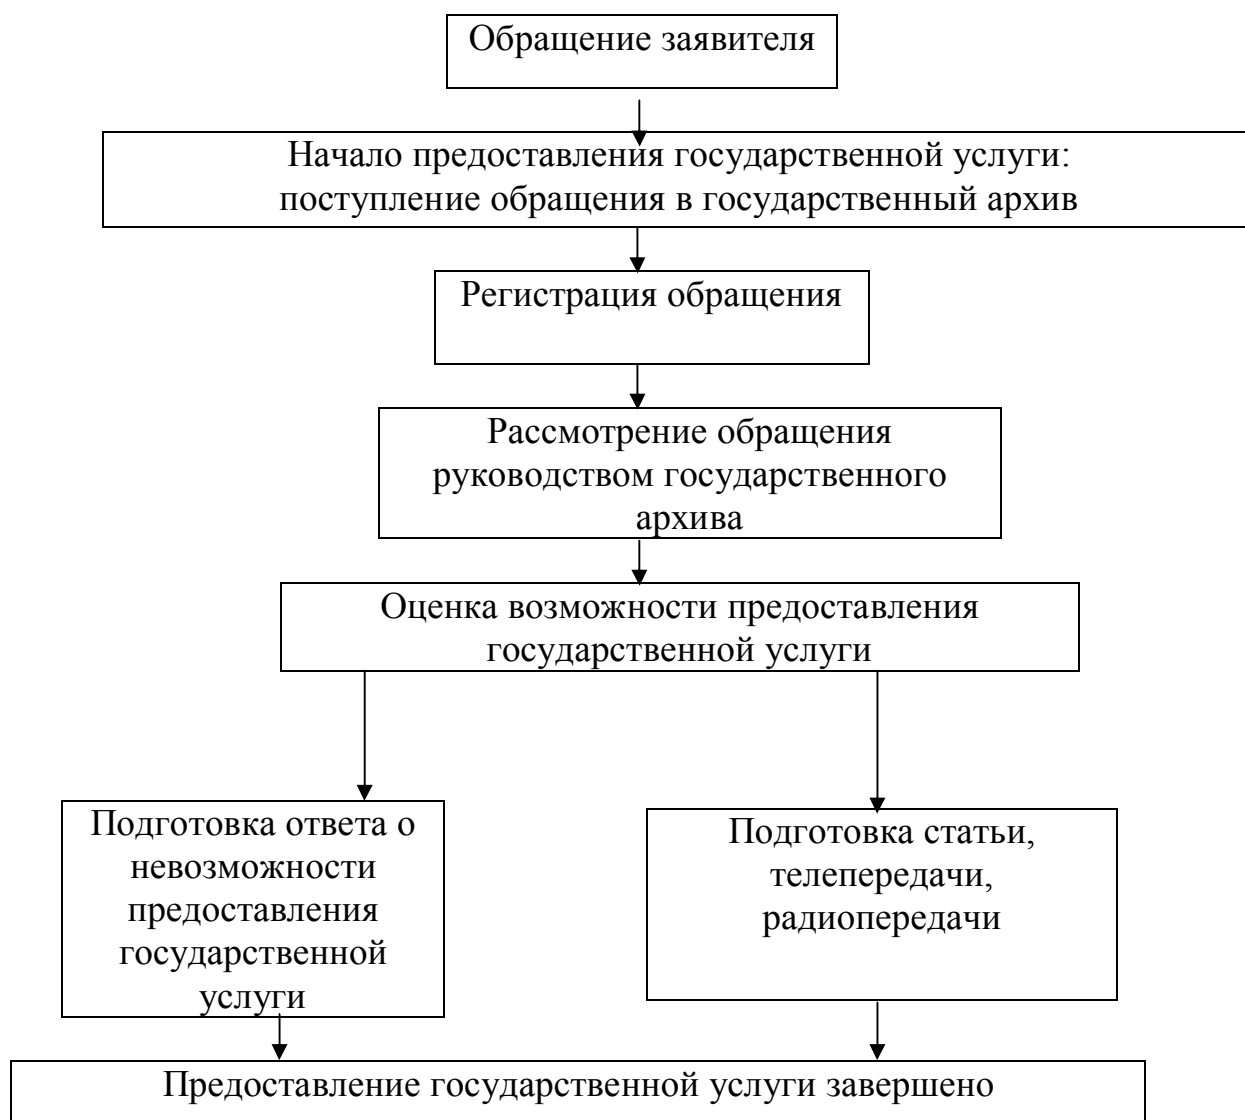 Обращение заявителя
Начало предоставления государственной услуги:
поступление обращения в государственный архив
Регистрация обращения
Рассмотрение обращения
руководством государственного
архива
Оценка возможности предоставления
государственной услуги
Подготовка ответа о
невозможности
предоставления
государственной
услуги
Подготовка статьи,
телепередачи,
радиопередачи
Предоставление государственной услуги завершено